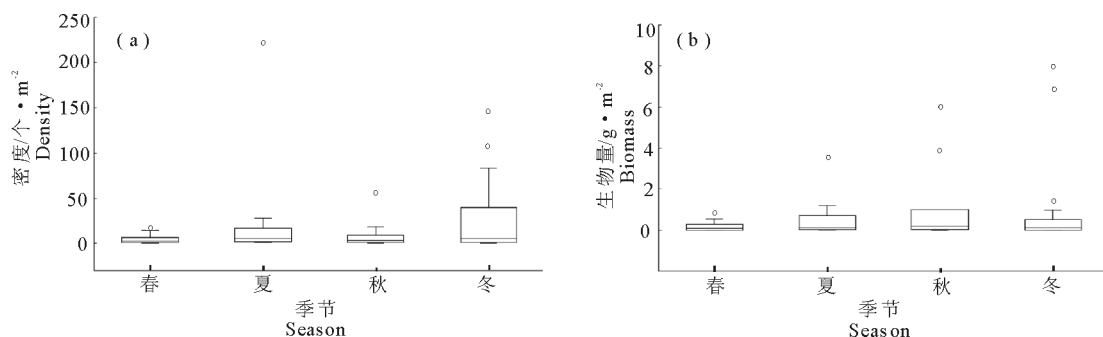 (a)
250
200
150
100
50
0
密度/个·m⁻²
Density
春 夏 秋 冬
季节
Season
(b)
10
8
6
4
2
0
生物量/g·m⁻²
Biomass
春 夏 秋 冬
季节
Season